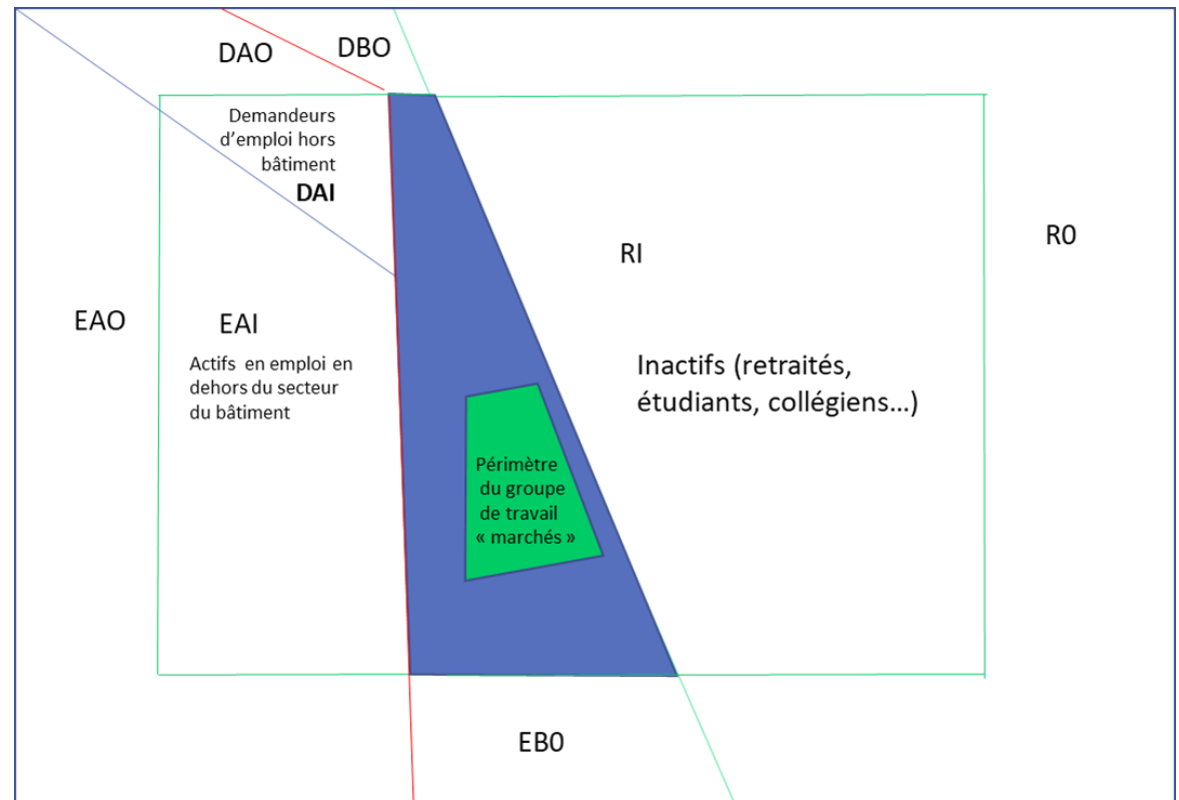 DAO
DBO
Demandeurs
d’emploi hors
bâtiment
DAI
RI
R0
EAO
EAI
Actifs en emploi en
dehors du secteur
du bâtiment
Inactifs (retraités,
étudiants, collégiens…)
Périmètre
du groupe
de travail
« marchés »
EB0